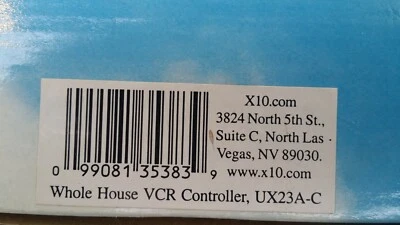 X10.com
3824 North 5th St.,
Suite C, North Las
Vegas, NV 89030.
www.x10.com
0 99081 35383 9
Whole House VCR Controller, UX23A-C